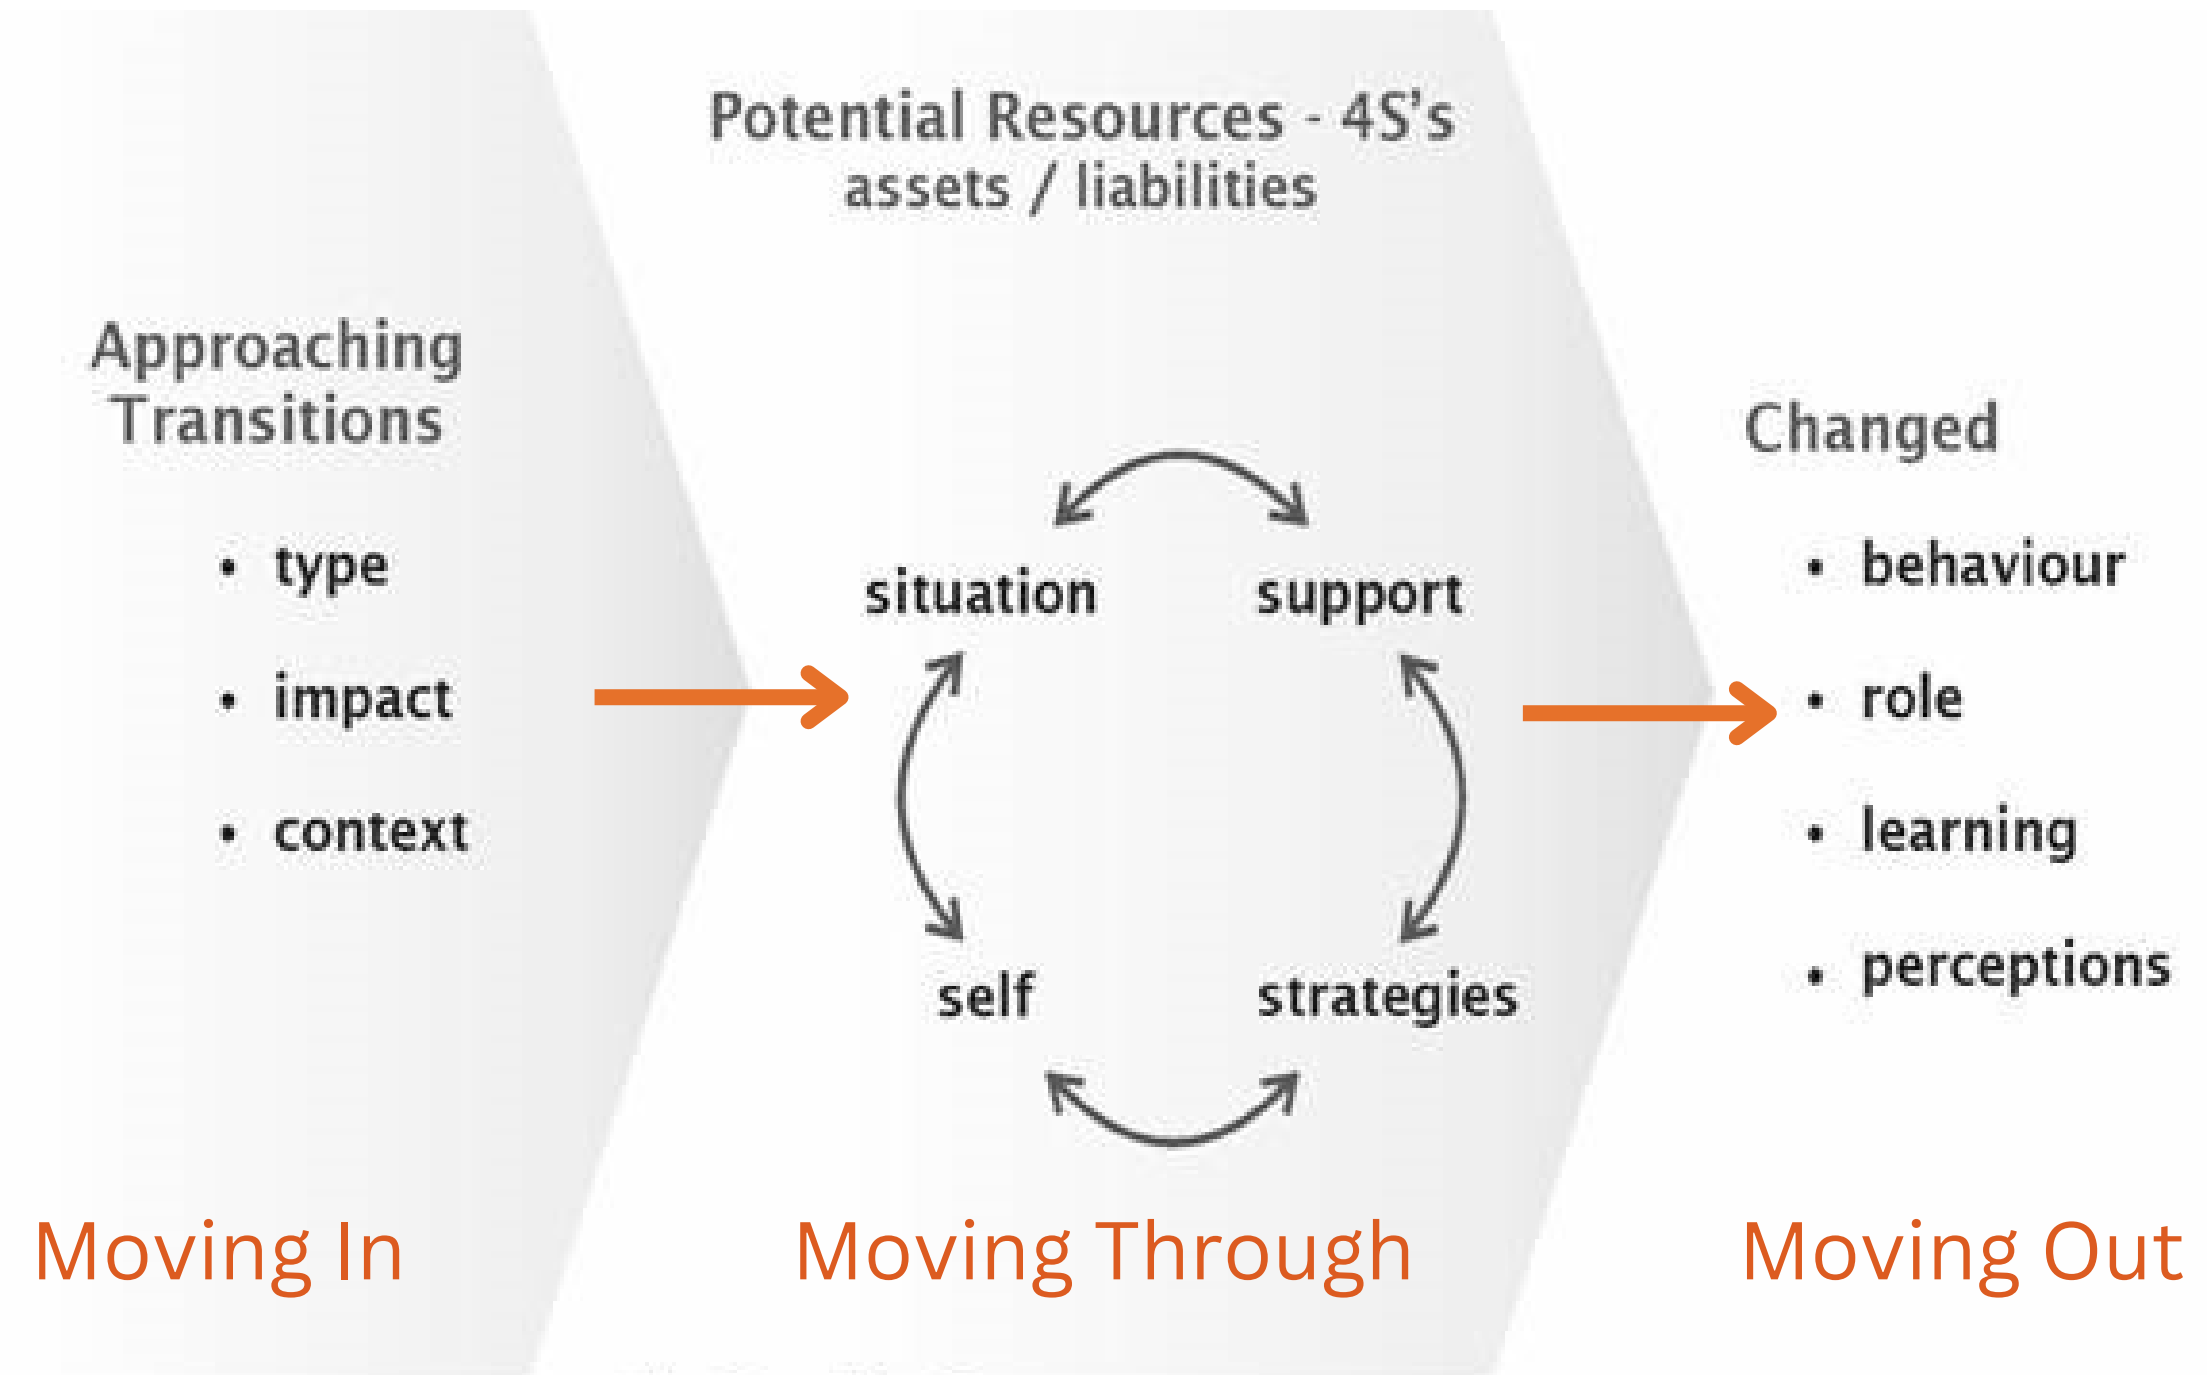 Approaching
Transitions
• type
• impact
• context
Moving In
Potential Resources - 4S's
assets / liabilities
situation
support
self
strategies
Moving Through
Changed
• behaviour
• role
• learning
• perceptions
Moving Out